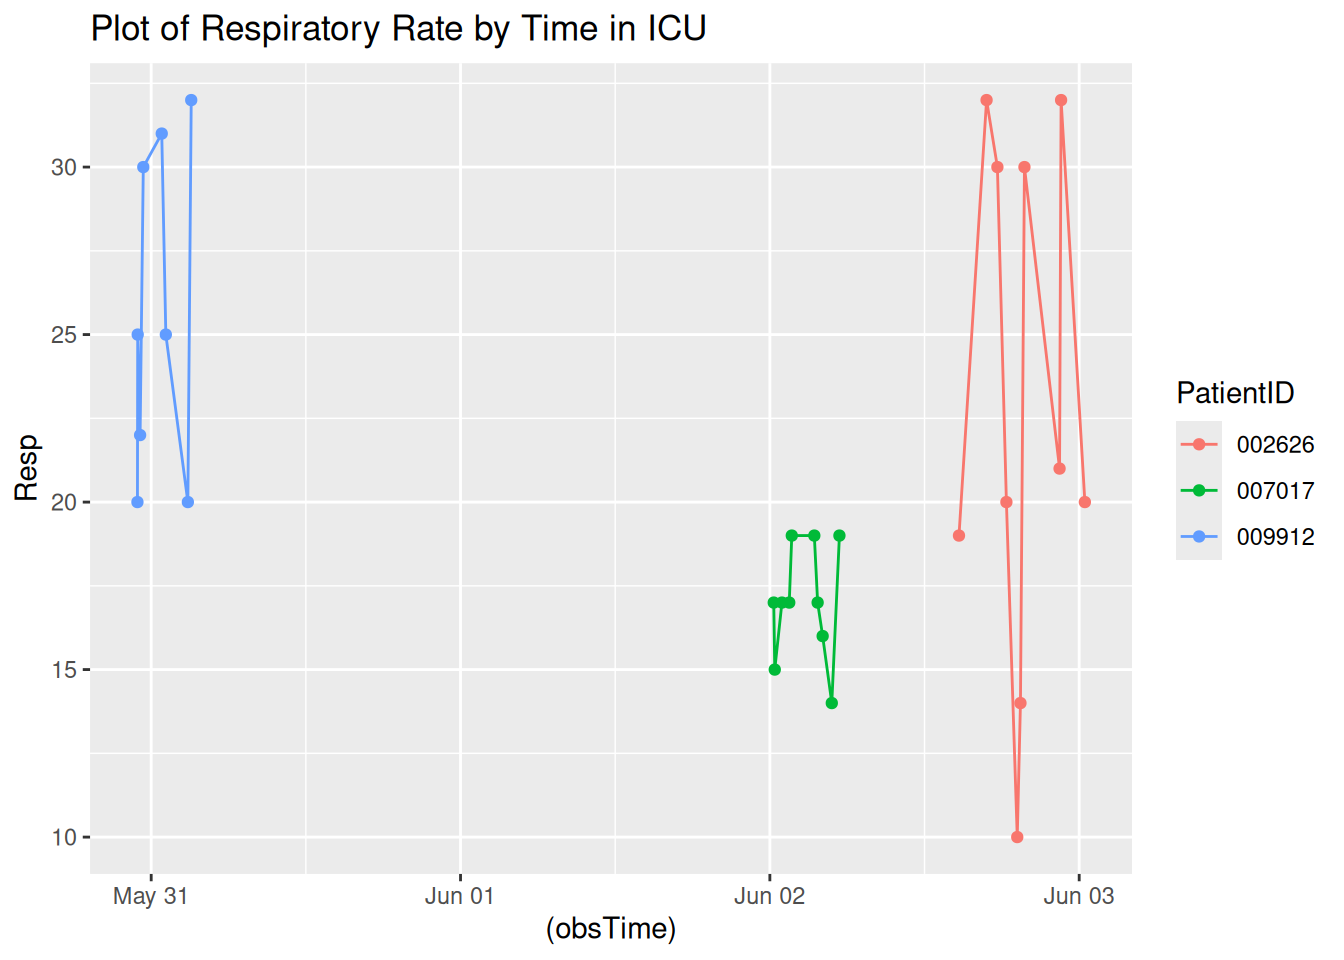 Plot of Respiratory Rate by Time in ICU
30
25
20
15
10
Resp
May 31 Jun 01 Jun 02 Jun 03
(obsTime)
PatientID
002626
007017
009912